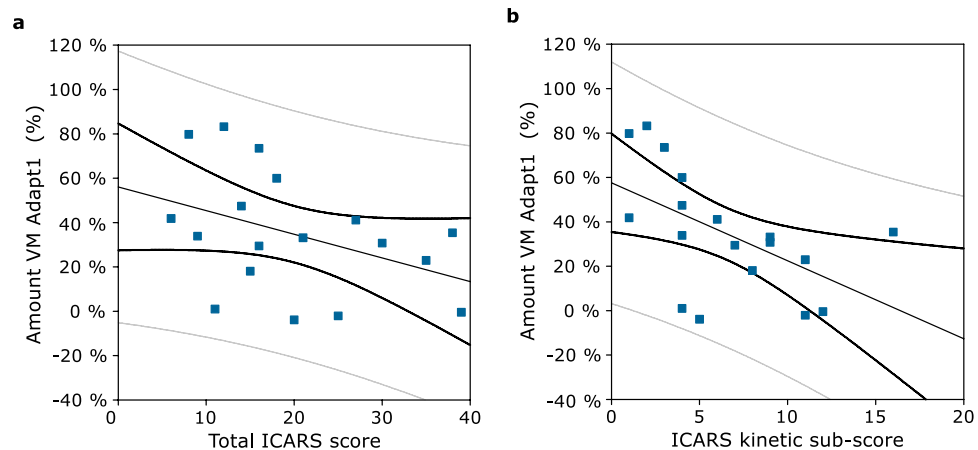 a
Amount VM Adapt1 (%)
120 %
100 %
80 %
60 %
40 %
20 %
0 %
-20 %
-40 %
0 10 20 30 40
Total ICARS score
b
Amount VM Adapt1 (%)
120 %
100 %
80 %
60 %
40 %
20 %
0 %
-20 %
-40 %
0 5 10 15 20
ICARS kinetic sub-score